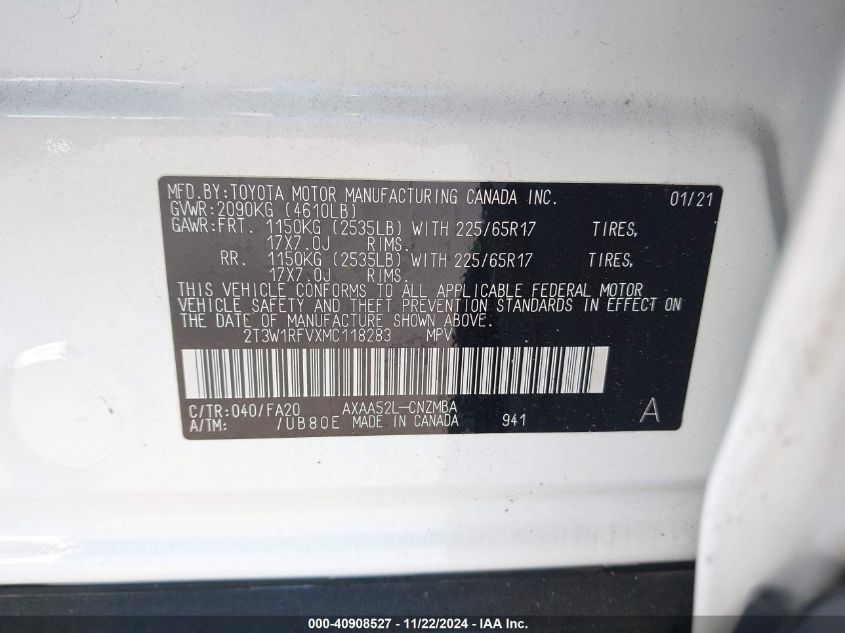 MFD.BY:TOYOTA MOTOR MANUFACTURING CANADA INC. 01/21
GVWR:2090KG (4610LB)
GAWR:FRT. 1150KG (2535LB) WITH 225/65R17 TIRES,
17X7.0J RIMS.
RR. 1150KG (2535LB) WITH 225/65R17 TIRES,
17X7.0J RIMS.
THIS VEHICLE CONFORMS TO ALL APPLICABLE FEDERAL MOTOR
VEHICLE SAFETY AND THEFT PREVENTION STANDARDS IN EFFECT ON
THE DATE OF MANUFACTURE SHOWN ABOVE.
2T3W1RFVXMC118283 MPV
C/TR:040/FA20 AXAA52L-CNZMBA A
A/TM: /UB80E MADE IN CANADA 941
000-40908527 - 11/22/2024 - IAA Inc.